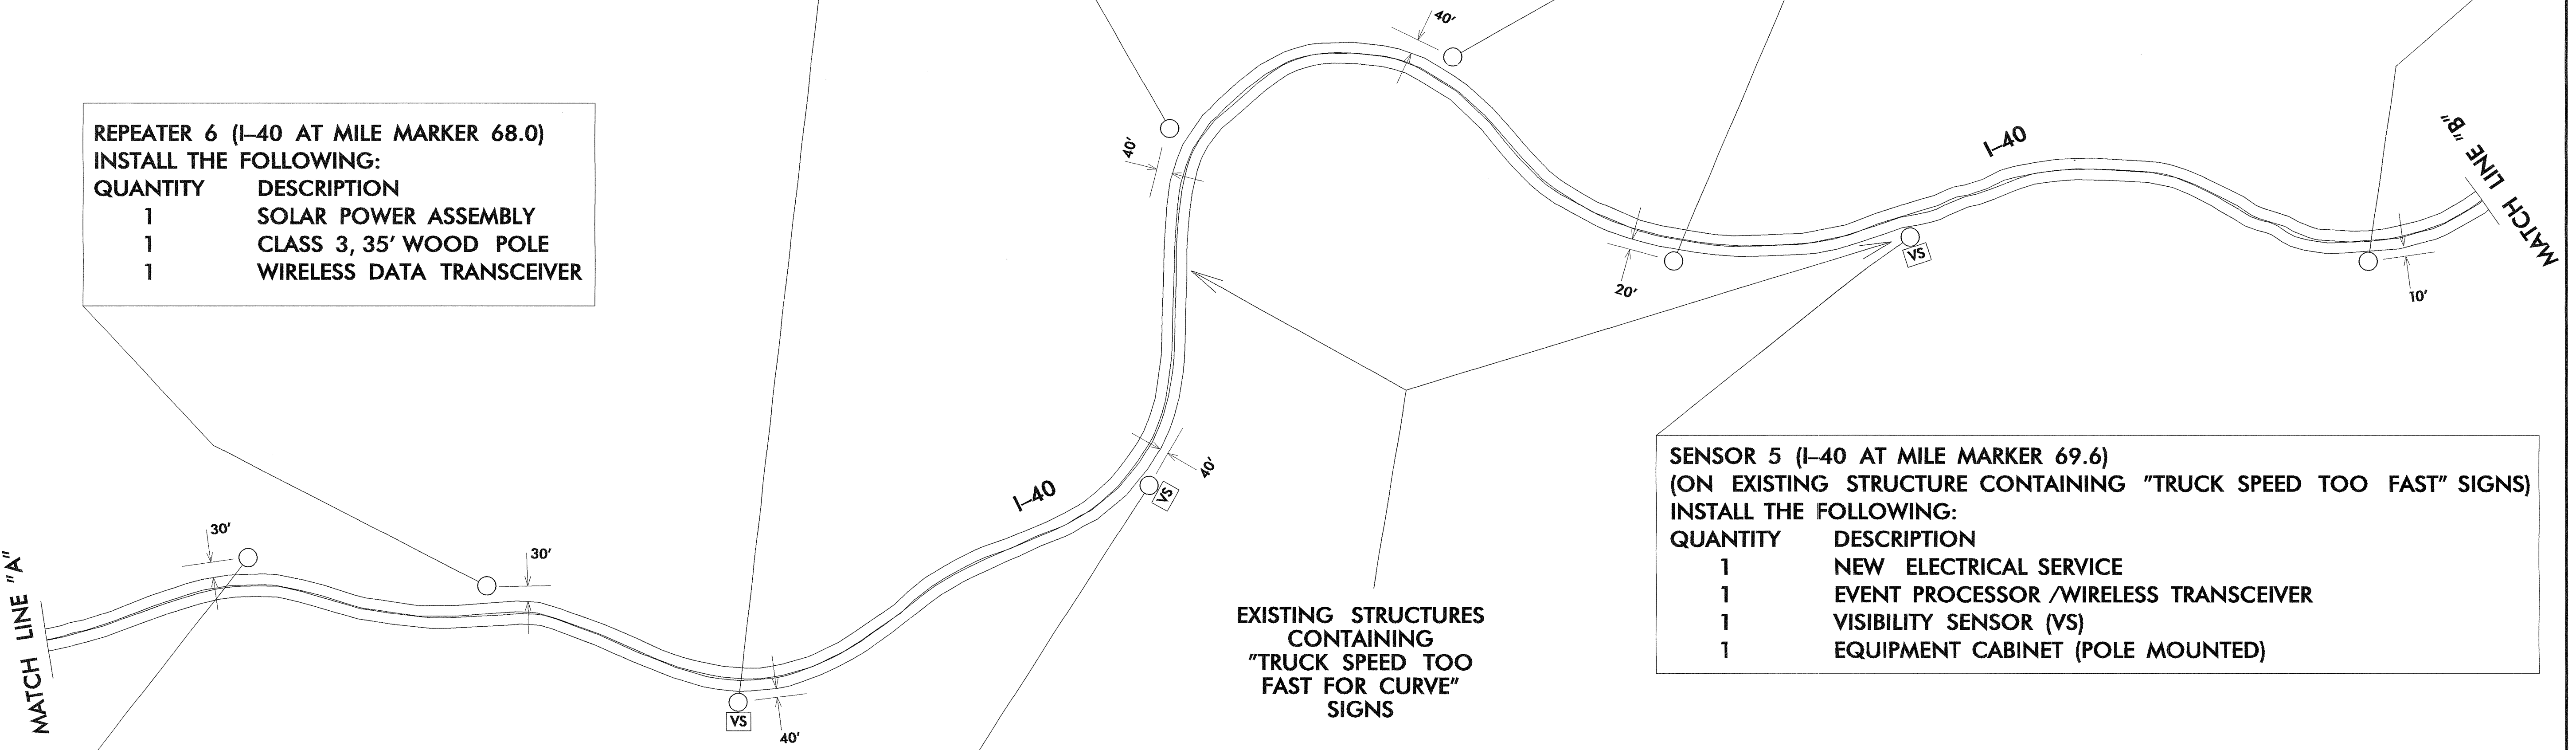 REPEATER 6 (I-40 AT MILE MARKER 68.0)
INSTALL THE FOLLOWING:
QUANTITY DESCRIPTION
1 SOLAR POWER ASSEMBLY
1 CLASS 3, 35' WOOD POLE
1 WIRELESS DATA TRANSCEIVER
MATCH LINE "A"
30'
30'
VS
40'
I-40
VS
40'
40'
40'
20'
VS
I-40
10'
MATCH LINE "B"
EXISTING STRUCTURES
CONTAINING
"TRUCK SPEED TOO
FAST FOR CURVE"
SIGNS
SENSOR 5 (I-40 AT MILE MARKER 69.6)
(ON EXISTING STRUCTURE CONTAINING "TRUCK SPEED TOO FAST" SIGNS)
INSTALL THE FOLLOWING:
QUANTITY DESCRIPTION
1 NEW ELECTRICAL SERVICE
1 EVENT PROCESSOR /WIRELESS TRANSCEIVER
1 VISIBILITY SENSOR (VS)
1 EQUIPMENT CABINET (POLE MOUNTED)